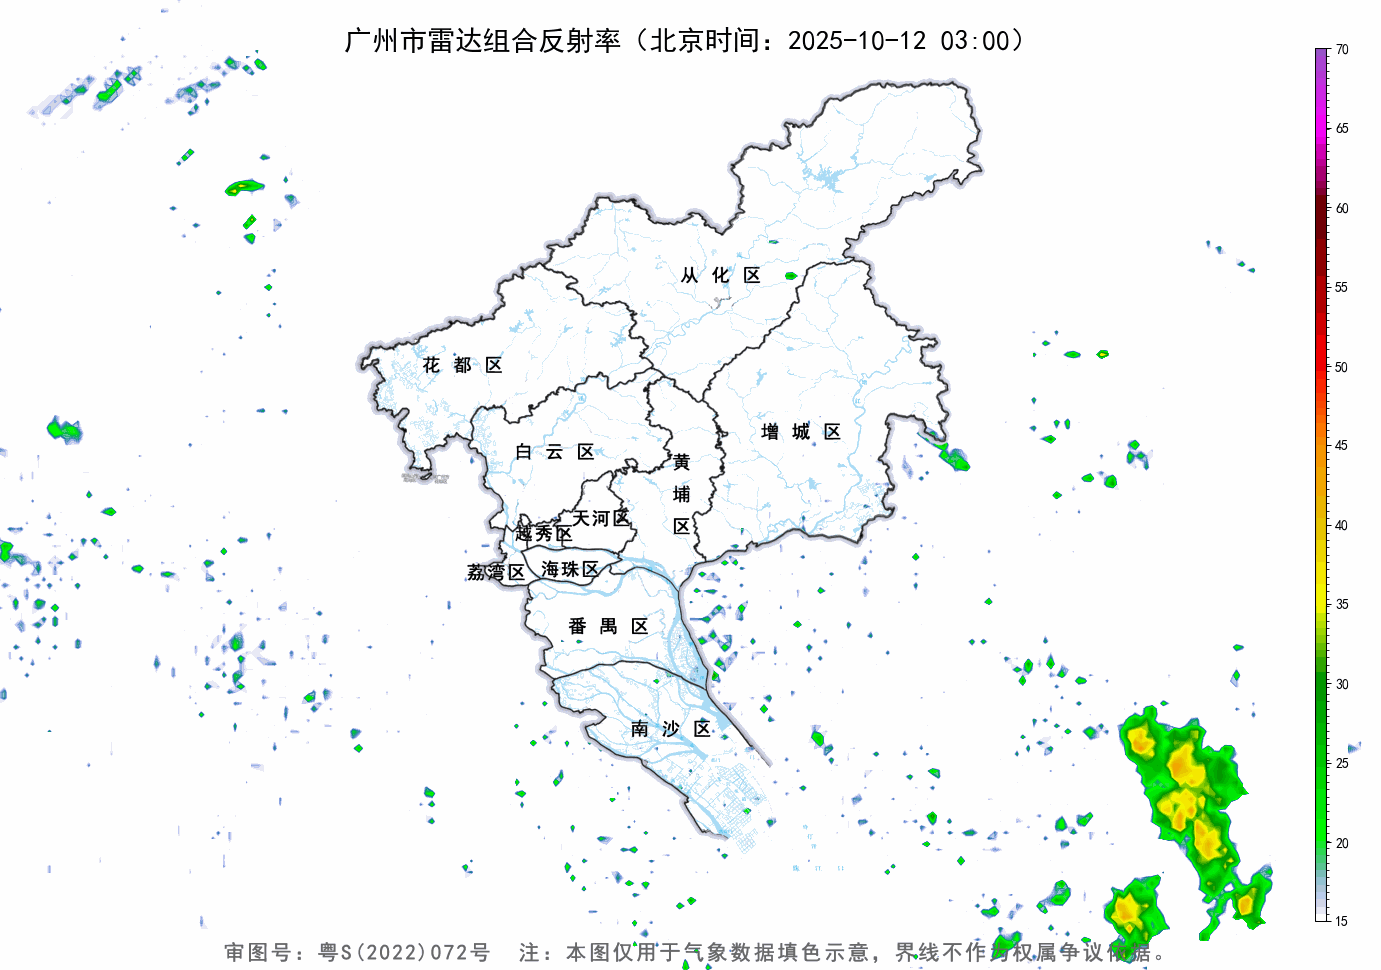 广州市雷达组合反射率（北京时间：2025-10-12 03:00）
70
65
60
55
50
45
40
35
30
25
20
15
从化区
花都区
增城区
白云区
黄埔区
天河区
越秀区
荔湾区
海珠区
番禺区
南沙区
审图号：粤S(2022)072号 注：本图仅用于气象数据填色示意，界线不作为权属争议依据。